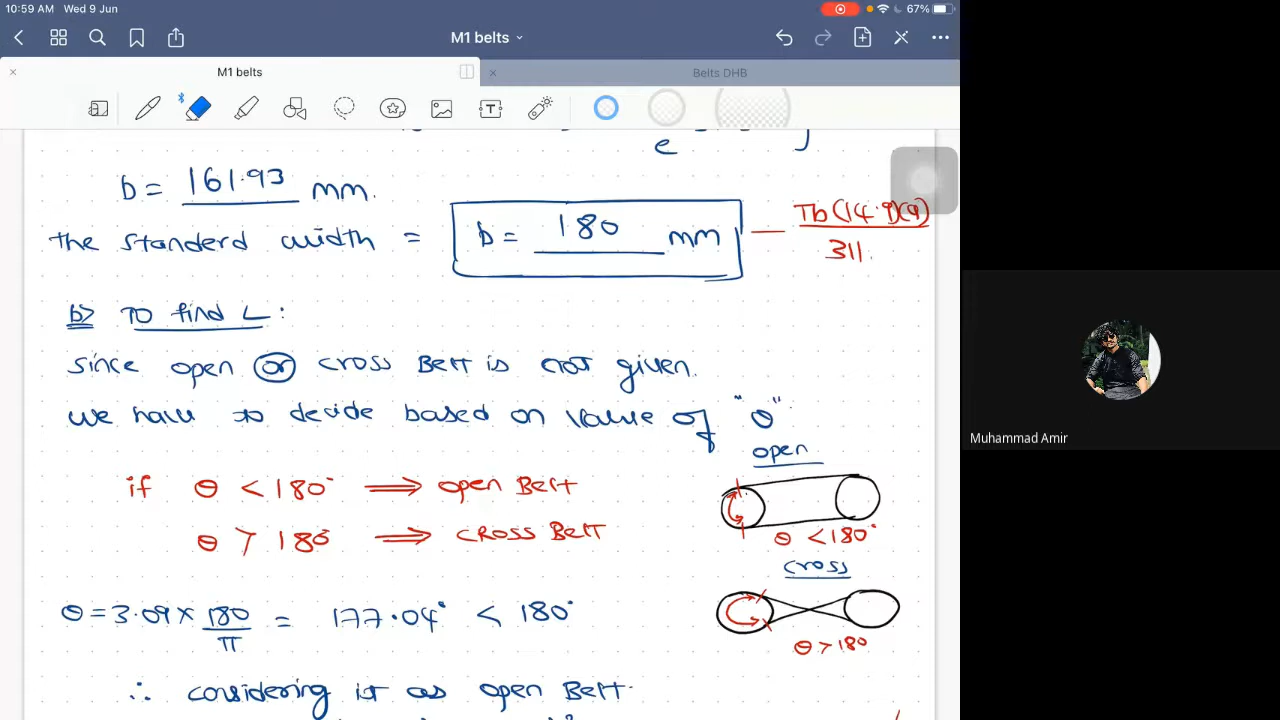 10:59 AM Wed 9 Jun
67%
M1 belts
M1 belts
Belts DHB
e
b = 161.93 mm.
the standerd width = b = 180 mm — Tb(14.9)(9)
311.
b> To find L:
since open or cross Belt is not given.
we have to decide based on value of "θ".
open
if θ < 180° ⟹ open Belt
θ < 180°
θ > 180 ⟹ cross Belt
cross
θ = 3.09 × 180/π = 177.04° < 180°
θ > 180
∴ considering it as open Belt.
Muhammad Amir